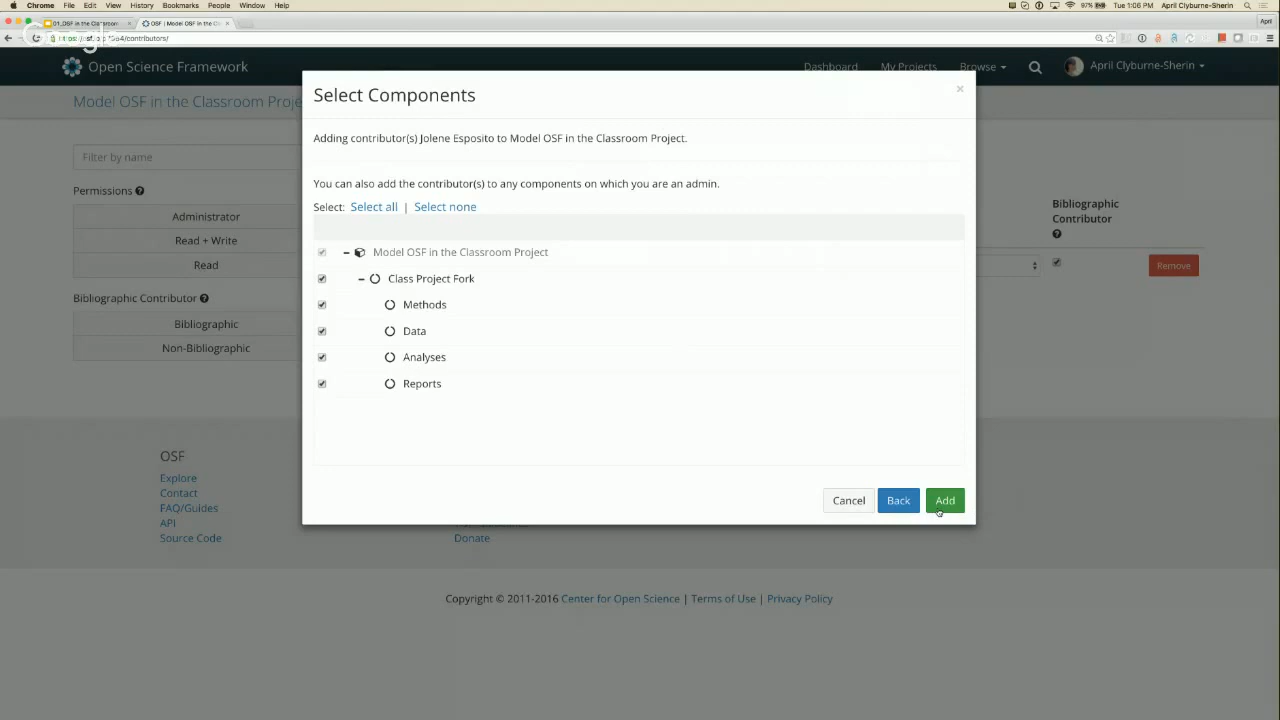 Chrome File Edit View History Bookmarks People Window Help 97% Tue 1:06 PM April Clyburne-Sherin
01_OSF in the Classroom OSF | Model OSF in the Cla April
/contributors/
Open Science Framework Dashboard My Projects Browse April Clyburne-Sherin
Model OSF in the Classroom Proje
Select Components ×
Adding contributor(s) Jolene Esposito to Model OSF in the Classroom Project.
You can also add the contributor(s) to any components on which you are an admin.
Select: Select all | Select none
Model OSF in the Classroom Project
Class Project Fork
Methods
Data
Analyses
Reports
Cancel Back Add
Filter by name
Permissions
Administrator
Read + Write
Read
Bibliographic Contributor
Bibliographic
Non-Bibliographic
Bibliographic
Contributor
Remove
OSF
Explore
Contact
FAQ/Guides
API
Source Code
Donate
Copyright © 2011-2016 Center for Open Science | Terms of Use | Privacy Policy